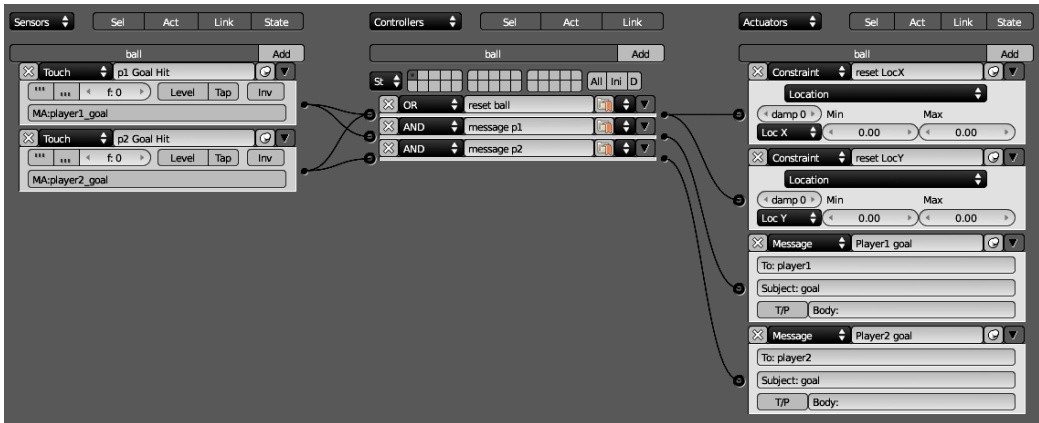 Sensors Sel Act Link State
ball Add
Touch p1 Goal Hit
f: 0 Level Tap Inv
MA:player1_goal
Touch p2 Goal Hit
f: 0 Level Tap Inv
MA:player2_goal
Controllers Sel Act Link
ball Add
St All Ini D
OR reset ball
AND message p1
AND message p2
Actuators Sel Act Link State
ball Add
Constraint reset LocX
Location
damp 0 Min Max
Loc X 0.00 0.00
Constraint reset LocY
Location
damp 0 Min Max
Loc Y 0.00 0.00
Message Player1 goal
To: player1
Subject: goal
T/P Body:
Message Player2 goal
To: player2
Subject: goal
T/P Body: